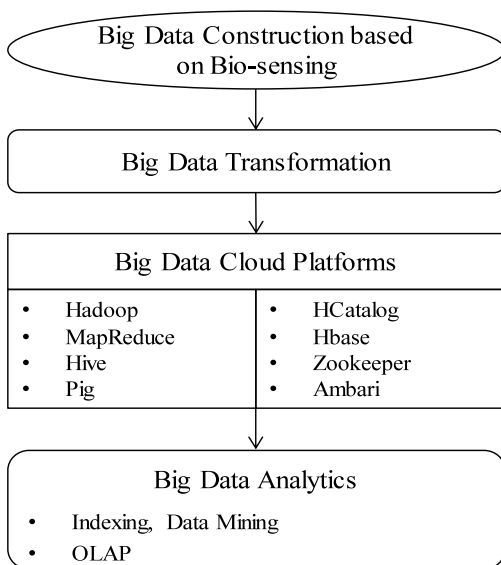 Big Data Construction based
on Bio-sensing
Big Data Transformation
Big Data Cloud Platforms
• Hadoop
• MapReduce
• Hive
• Pig
• HCatalog
• Hbase
• Zookeeper
• Ambari
Big Data Analytics
• Indexing, Data Mining
• OLAP